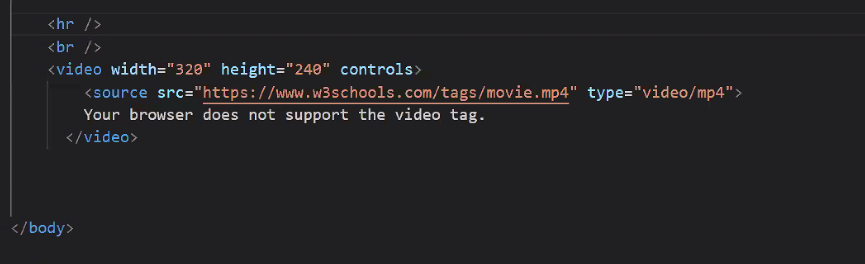 <hr />
<br />
<video width="320" height="240" controls>
<source src="https://www.w3schools.com/tags/movie.mp4" type="video/mp4">
Your browser does not support the video tag.
</video>
</body>